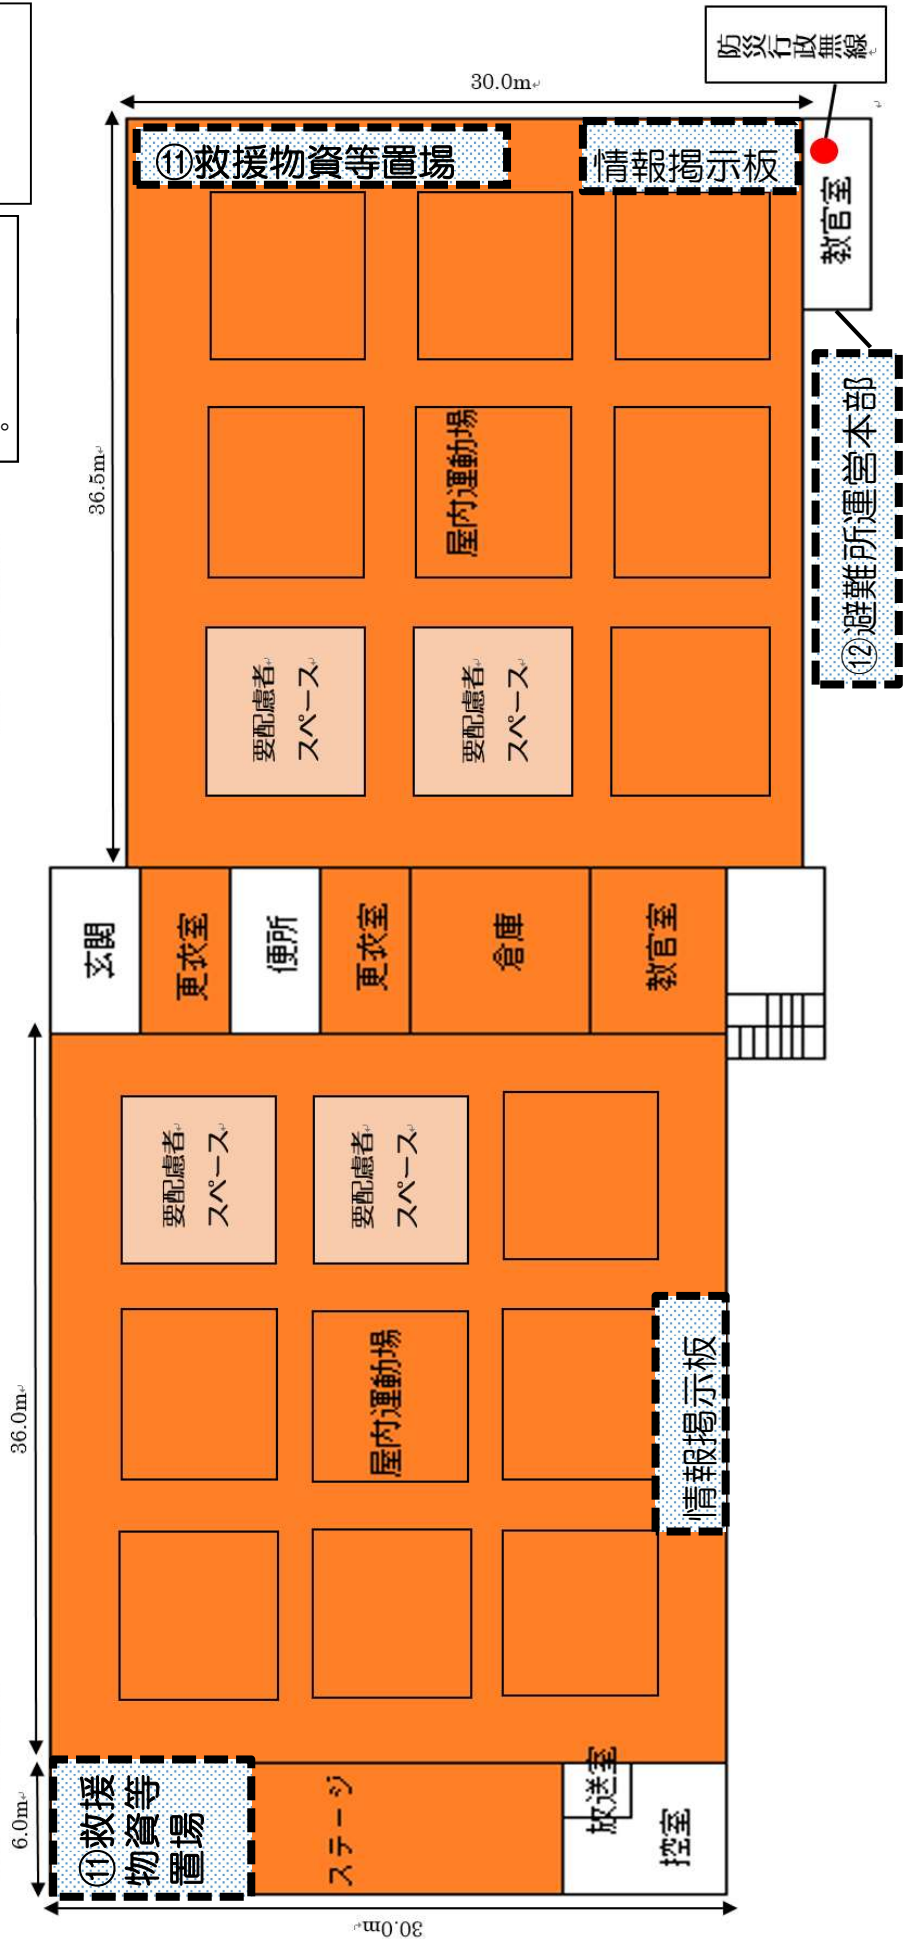 防災行政無線
30.0m
⑪救援物資等置場
情報掲示板
教官室
36.5m
屋内運動場
⑫避難所運営本部
要配慮者
スペース
要配慮者
スペース
玄関
更衣室
便所
更衣室
倉庫
教官室
要配慮者
スペース
要配慮者
スペース
36.0m
屋内運動場
情報掲示板
6.0m
⑪救援
物資等
置場
ステージ
放送室
控室
30.0m
。